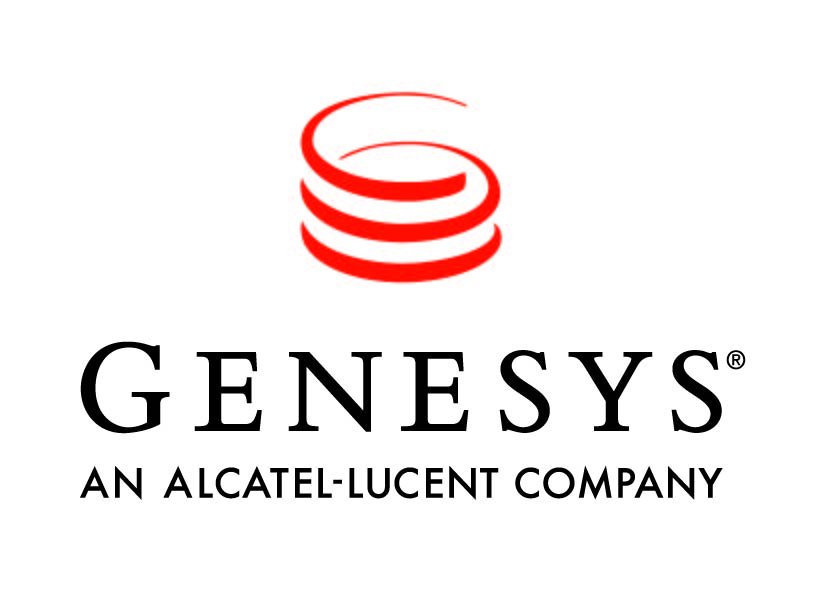 GENESYS®
AN ALCATEL-LUCENT COMPANY